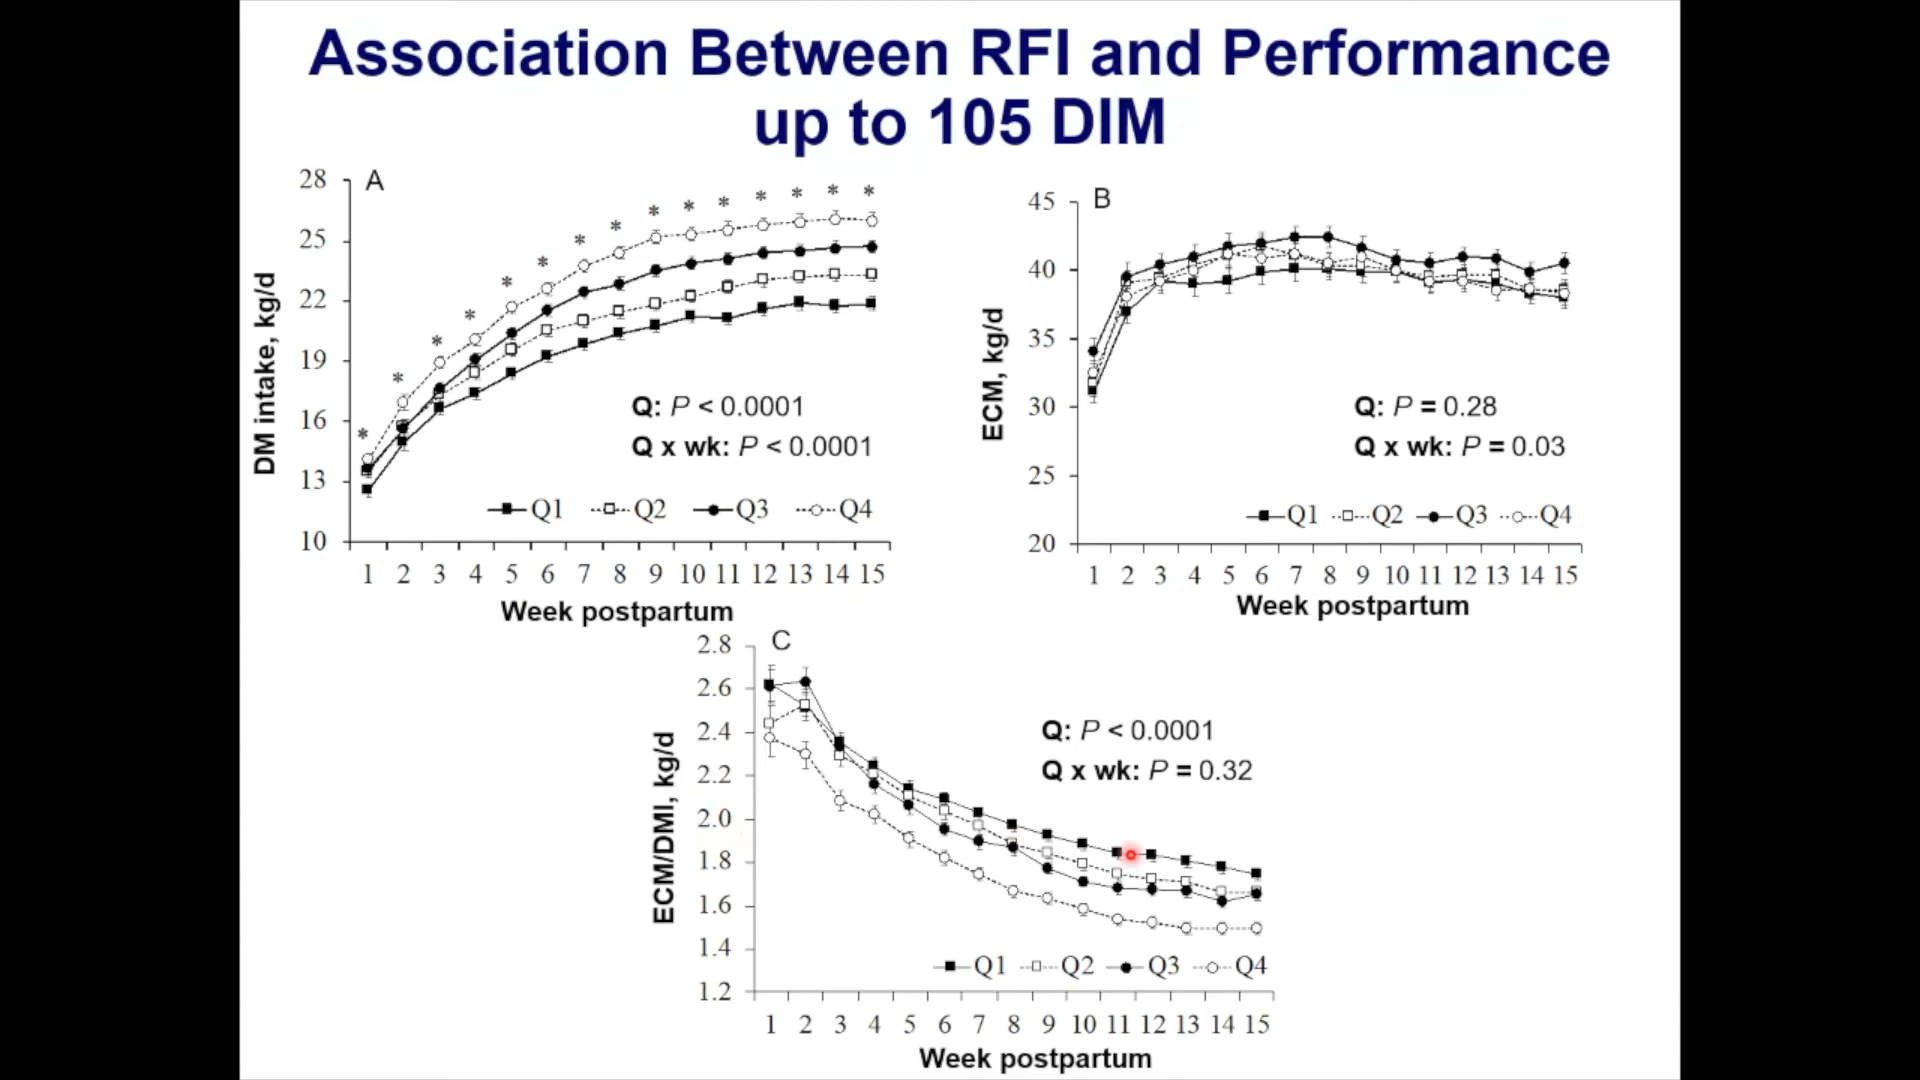 Association Between RFI and Performance
up to 105 DIM
A
28
25
22
19
16
13
10
DM intake, kg/d
* * * * * * * * * * * * * * *
Q: P < 0.0001
Q x wk: P < 0.0001
Q1 Q2 Q3 Q4
1 2 3 4 5 6 7 8 9 10 11 12 13 14 15
Week postpartum
B
45
40
35
30
25
20
ECM, kg/d
Q: P = 0.28
Q x wk: P = 0.03
Q1 Q2 Q3 Q4
1 2 3 4 5 6 7 8 9 10 11 12 13 14 15
Week postpartum
C
2.8
2.6
2.4
2.2
2.0
1.8
1.6
1.4
1.2
ECM/DMI, kg/d
Q: P < 0.0001
Q x wk: P = 0.32
Q1 Q2 Q3 Q4
1 2 3 4 5 6 7 8 9 10 11 12 13 14 15
Week postpartum